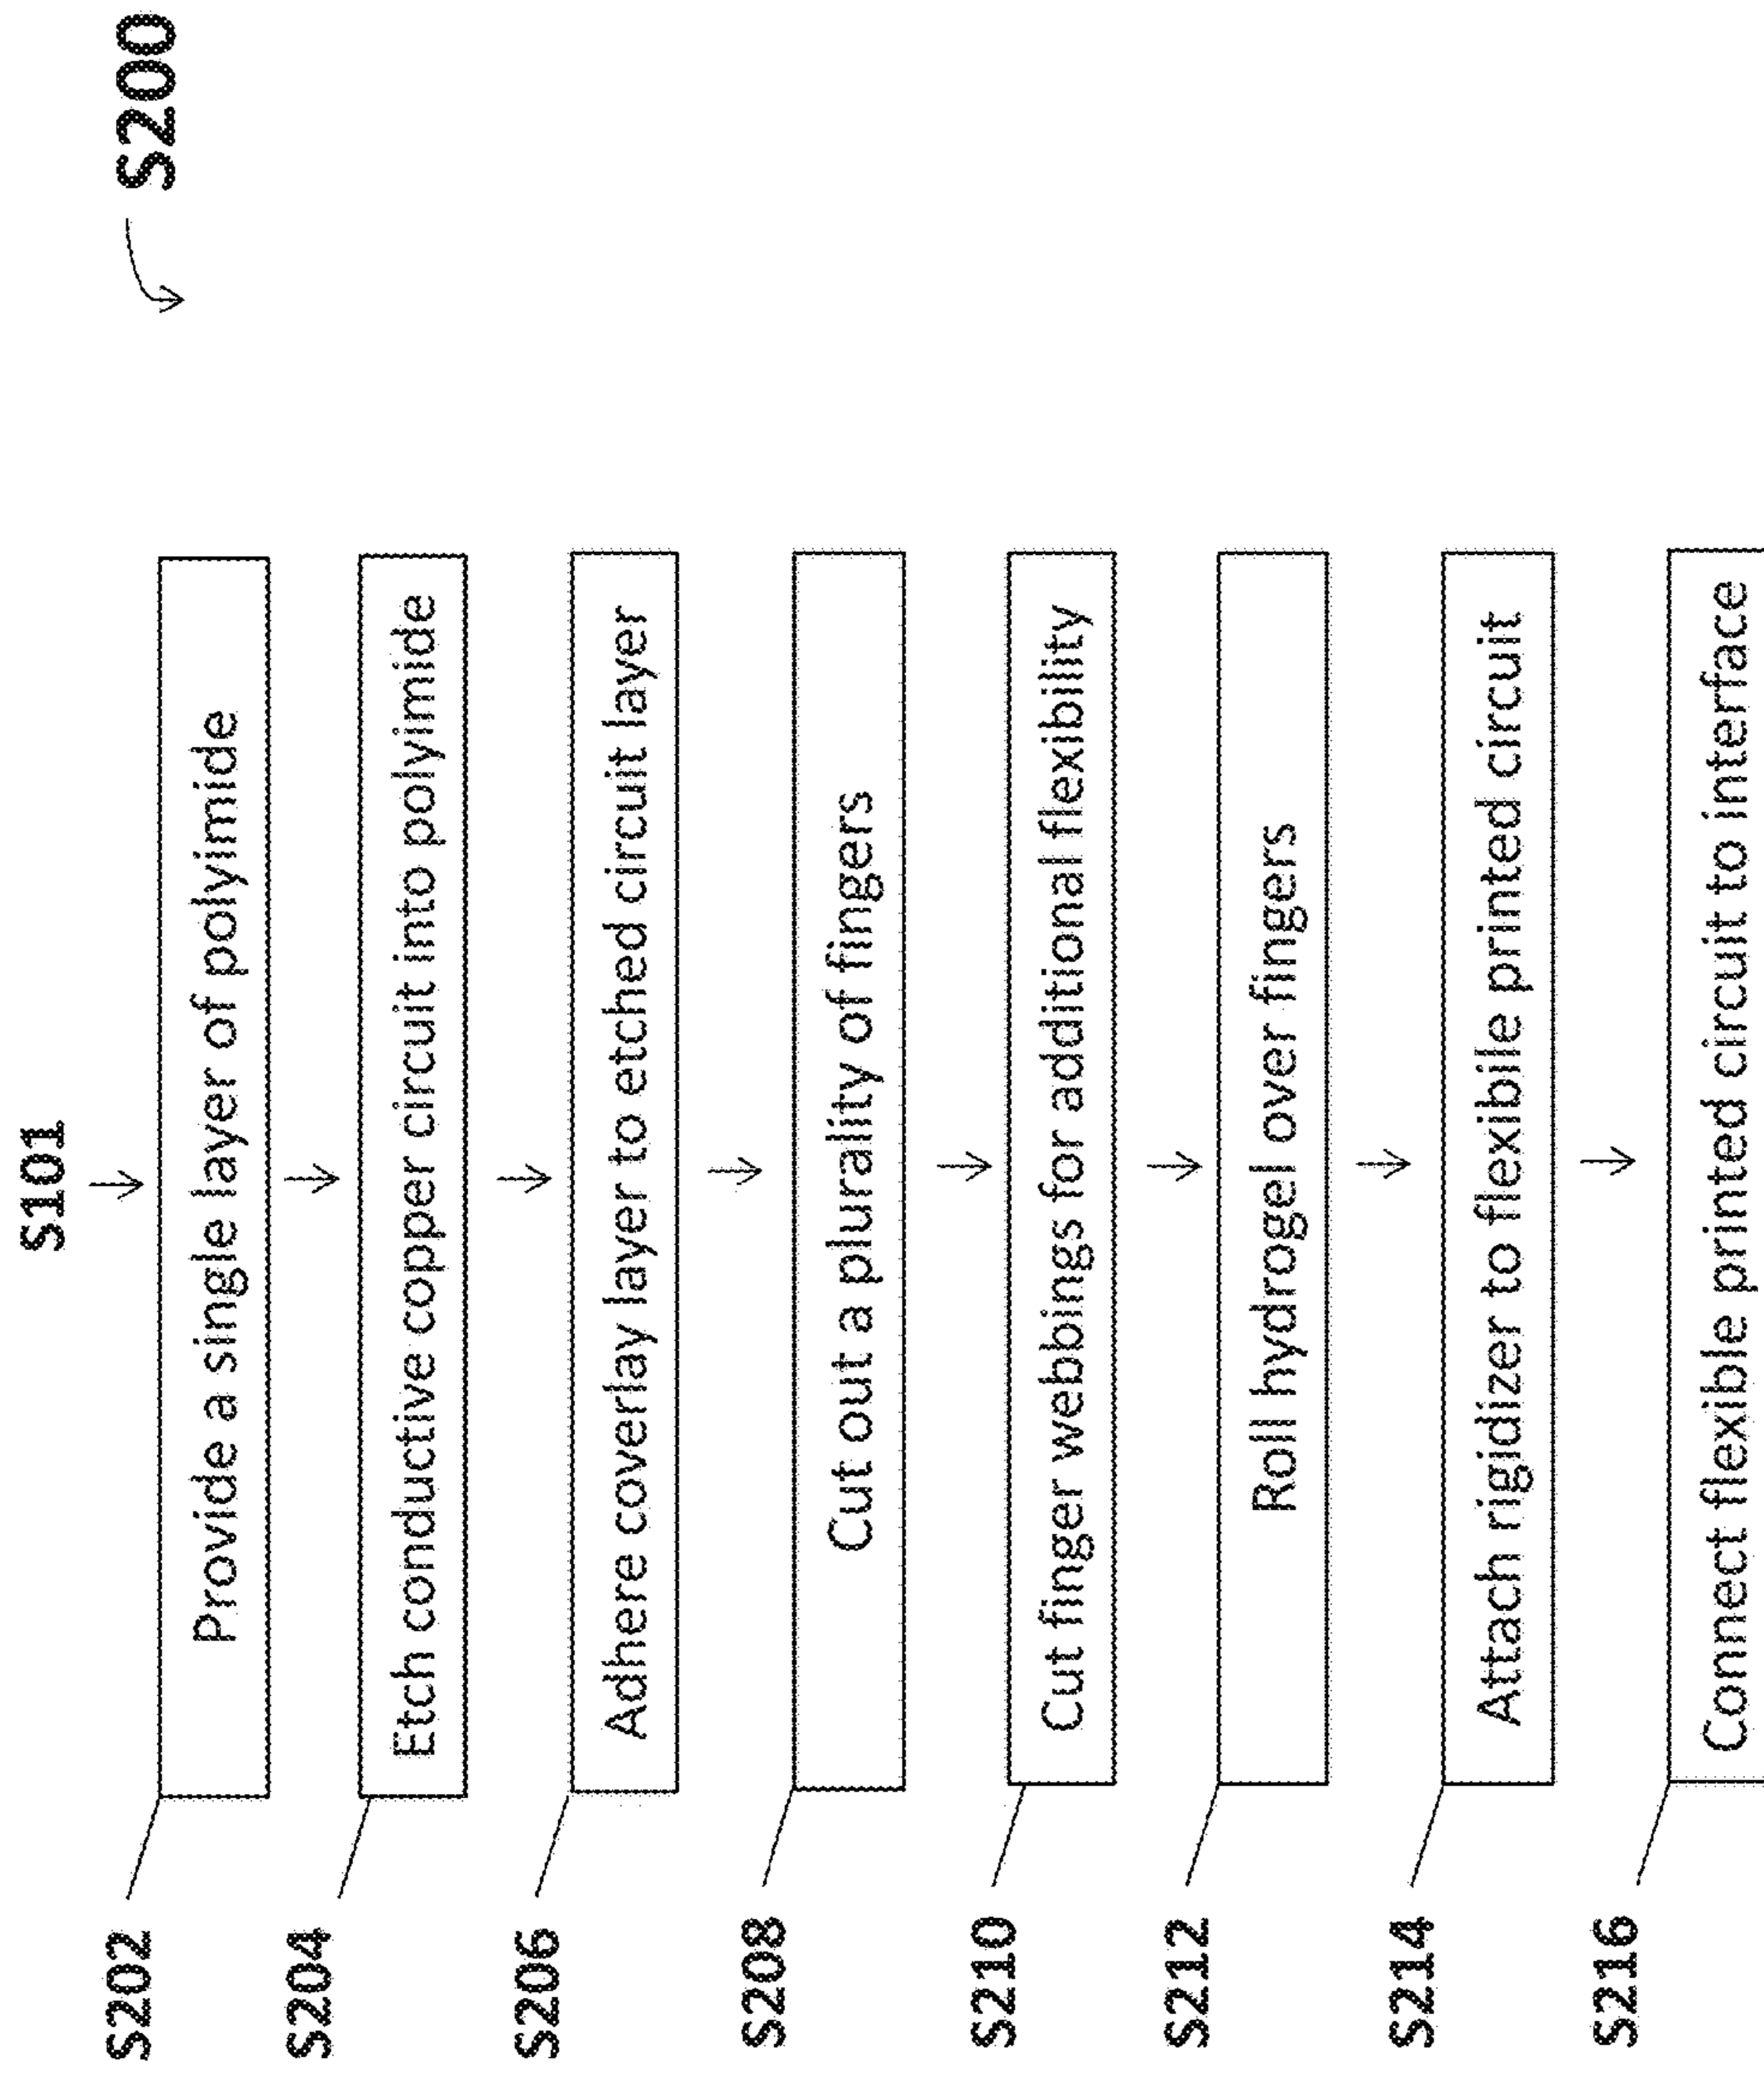 S200
S101
S202
Provide a single layer of polyimide
S204
Etch conductive copper circuit into polyimide
S206
Adhere coverlay layer to etched circuit layer
S208
Cut out a plurality of fingers
S210
Cut finger webbings for additional flexibility
S212
Roll hydrogel over fingers
S214
Attach rigidizer to flexibile printed circuit
S216
Connect flexible printed circuit to interface